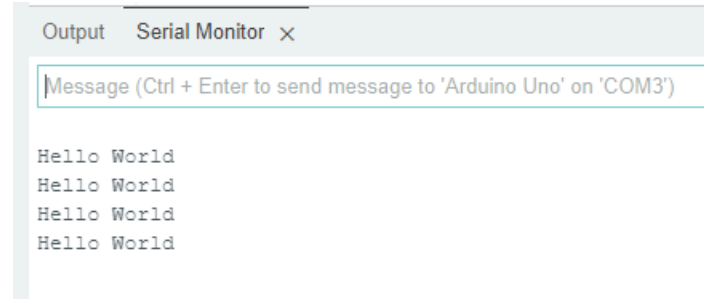 Output Serial Monitor ×
Message (Ctrl + Enter to send message to 'Arduino Uno' on 'COM3')
Hello World
Hello World
Hello World
Hello World